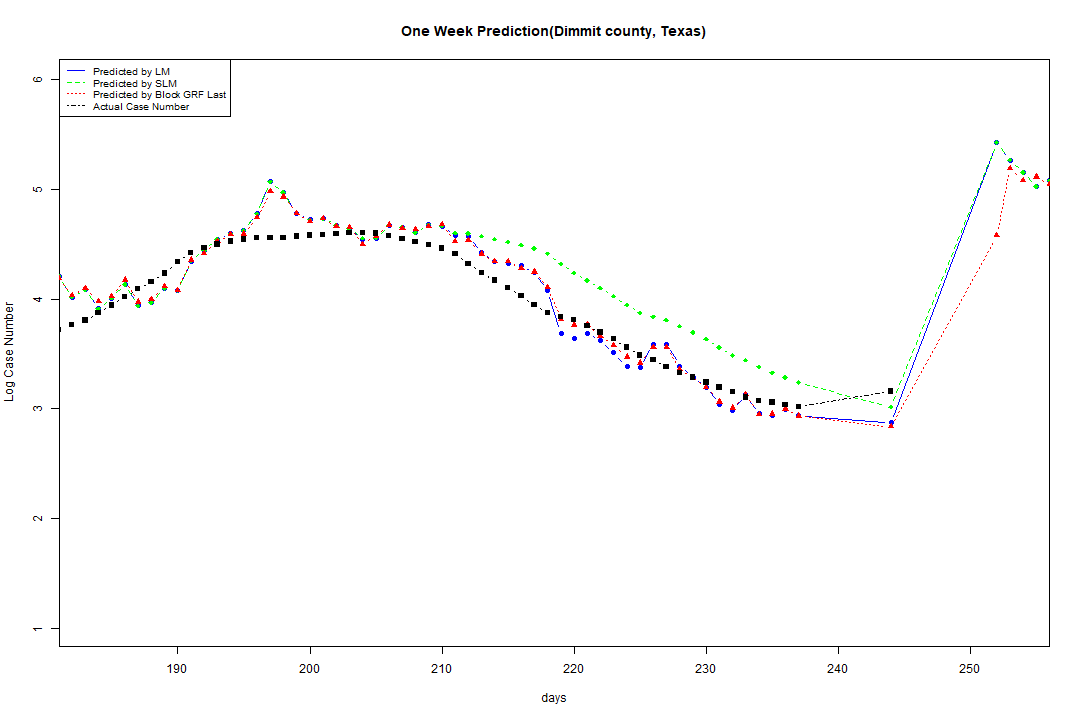 One Week Prediction(Dimmit county, Texas)
Predicted by LM
Predicted by SLM
Predicted by Block GRF Last
Actual Case Number
6
5
4
3
2
1
Log Case Number
190 200 210 220 230 240 250
days